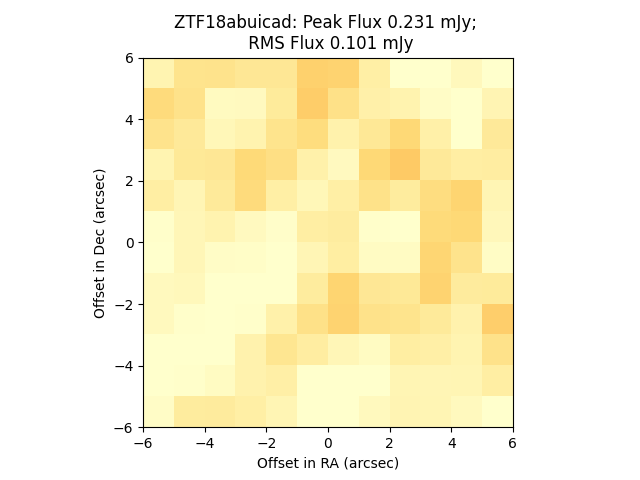 ZTF18abuicad: Peak Flux 0.231 mJy;
RMS Flux 0.101 mJy
6
4
2
0
−2
−4
−6
Offset in Dec (arcsec)
−6 −4 −2 0 2 4 6
Offset in RA (arcsec)